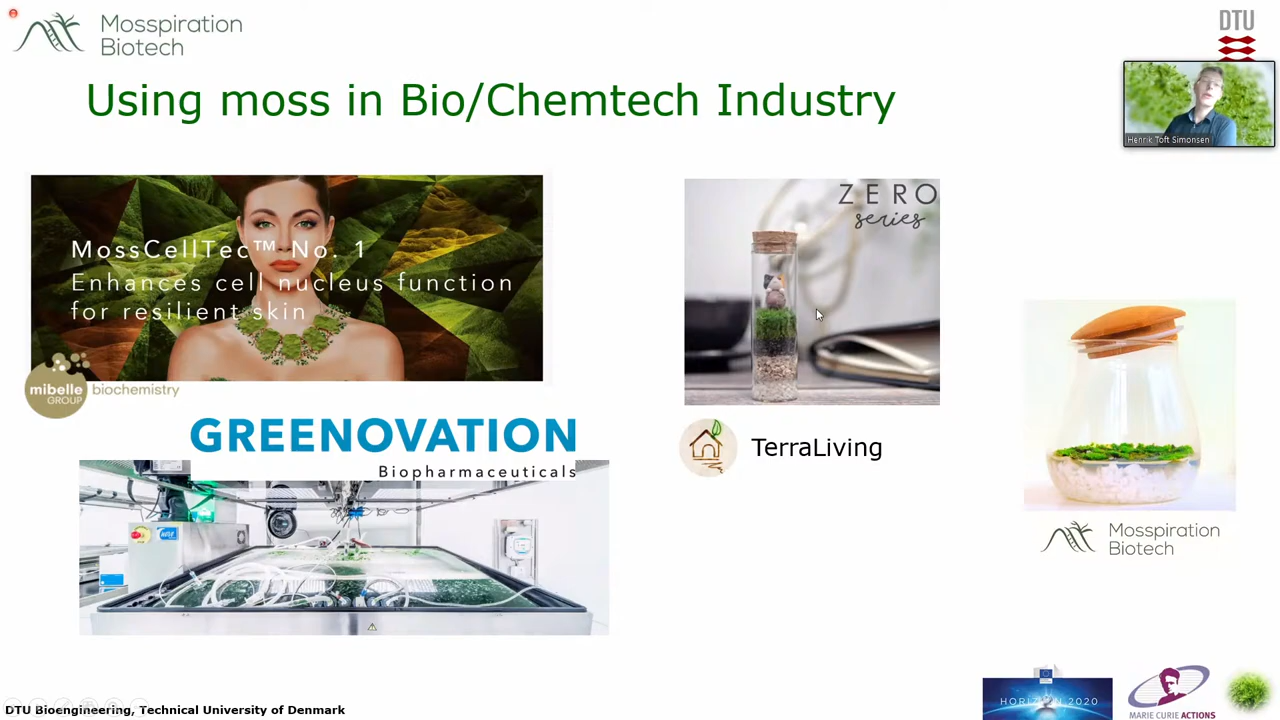 Mosspiration
Biotech
DTU
Using moss in Bio/Chemtech Industry
Henrik Toft Simonsen
MossCellTec™ No. 1
Enhances cell nucleus function
for resilient skin
mibelle
GROUP
biochemistry
GREENOVATION
Biopharmaceuticals
ZERO
series
TerraLiving
Mosspiration
Biotech
HORIZON 2020
MARIE CURIE ACTIONS
DTU Bioengineering, Technical University of Denmark